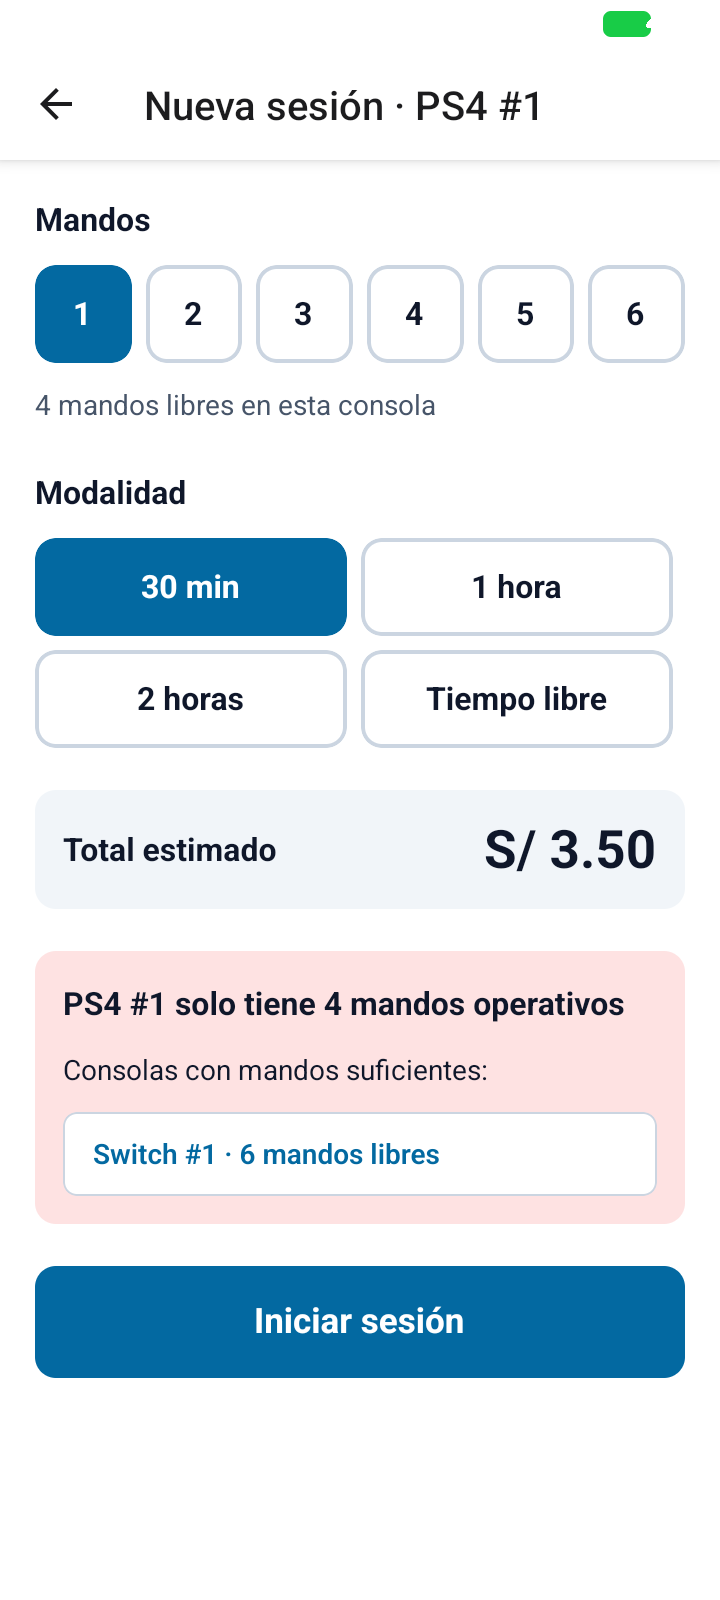 Nueva sesión · PS4 #1
Mandos
1 2 3 4 5 6
4 mandos libres en esta consola
Modalidad
30 min 1 hora
2 horas Tiempo libre
Total estimado S/ 3.50
PS4 #1 solo tiene 4 mandos operativos
Consolas con mandos suficientes:
Switch #1 · 6 mandos libres
Iniciar sesión